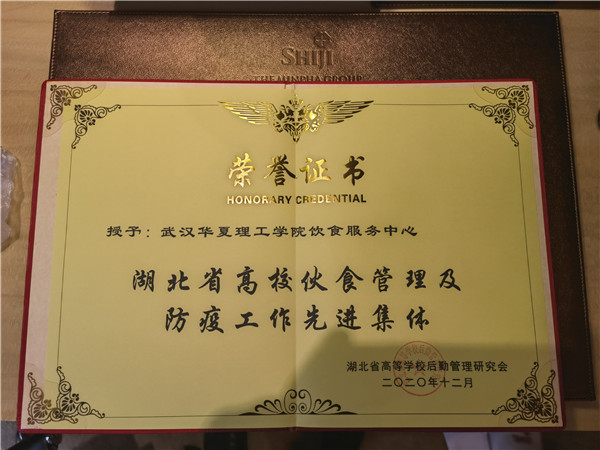 SHIJI
THE MINPHA GROUP
荣誉证书
HONORARY CREDENTIAL
授予：武汉华夏理工学院饮食服务中心
湖北省高校伙食管理及
防疫工作先进集体
湖北省高等学校后勤管理研究会
二〇二〇年十二月